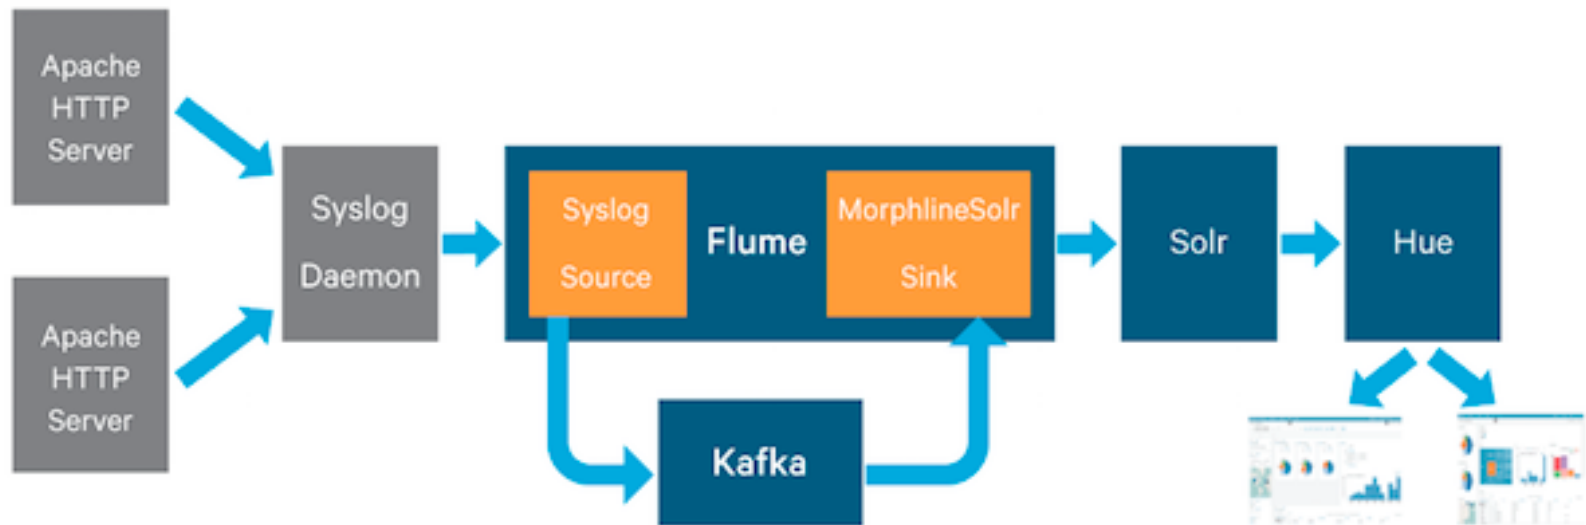 Apache
HTTP
Server
Apache
HTTP
Server
Syslog
Daemon
Syslog
Source
Flume
MorphlineSolr
Sink
Kafka
Solr
Hue